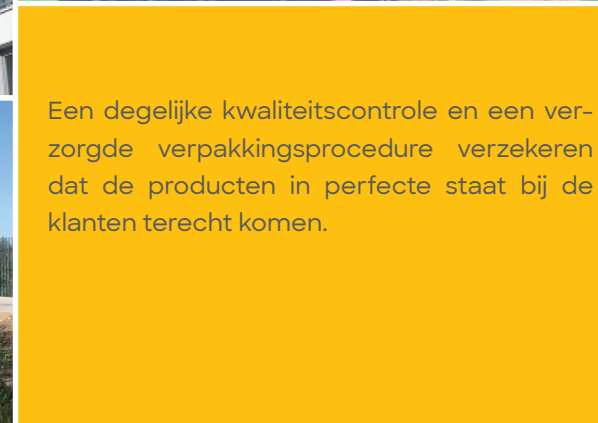 Een degelijke kwaliteitscontrole en een ver-
zorgde verpakkingsprocedure verzekeren
dat de producten in perfecte staat bij de
klanten terecht komen.